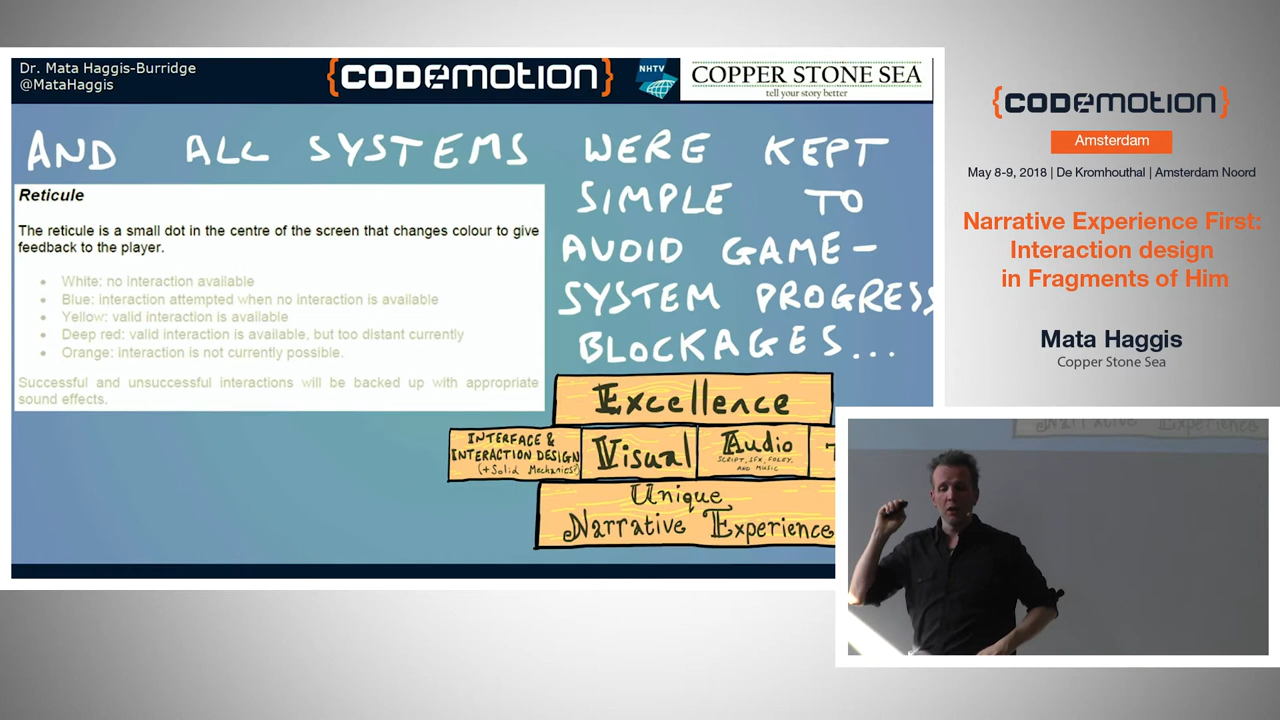 Dr. Mata Haggis-Burridge
@MataHaggis
{CODEMOTION}
NHTV
COPPER STONE SEA
tell your story better
AND ALL SYSTEMS WERE KEPT
SIMPLE TO
AVOID GAME-
SYSTEM PROGRESS
BLOCKAGES...
Reticule
The reticule is a small dot in the centre of the screen that changes colour to give
feedback to the player.
• White: no interaction available
• Blue: interaction attempted when no interaction is available
• Yellow: valid interaction is available
• Deep red: valid interaction is available, but too distant currently
• Orange: interaction is not currently possible.
Successful and unsuccessful interactions will be backed up with appropriate
sound effects.
Excellence
INTERFACE &
INTERACTION DESIGN
(+Solid Mechanics?)
Visual
Audio
SCRIPT, SFX, FOLEY,
AND MUSIC
Unique
Narrative Experience
{CODEMOTION}
Amsterdam
May 8-9, 2018 | De Kromhouthal | Amsterdam Noord
Narrative Experience First:
Interaction design
in Fragments of Him
Mata Haggis
Copper Stone Sea
Narrative Experience